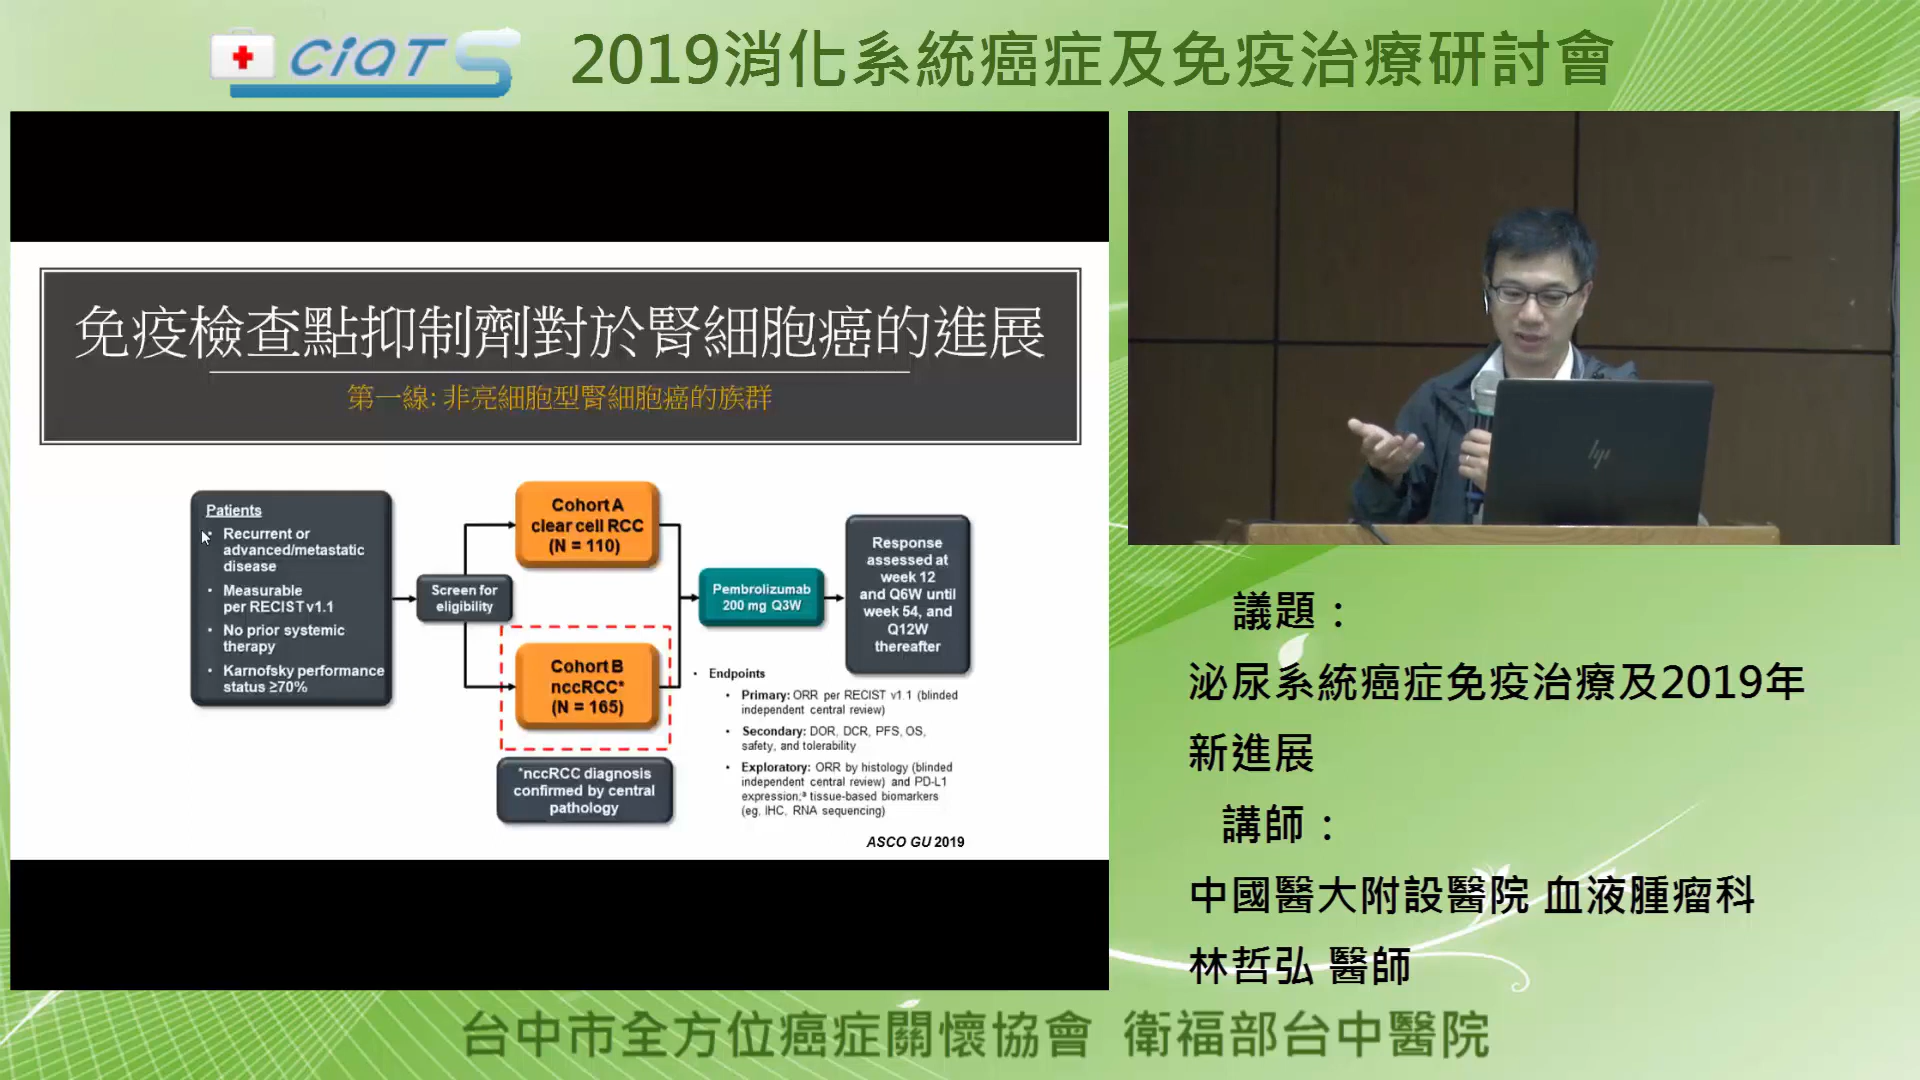 CiATS
2019消化系統癌症及免疫治療研討會
免疫檢查點抑制劑對於腎細胞癌的進展
第一線: 非亮細胞型腎細胞癌的族群
Patients
• Recurrent or
advanced/metastatic
disease
• Measurable
per RECIST v1.1
• No prior systemic
therapy
• Karnofsky performance
status ≥70%
Screen for
eligibility
Cohort A
clear cell RCC
(N = 110)
Cohort B
nccRCC*
(N = 165)
*nccRCC diagnosis
confirmed by central
pathology
Pembrolizumab
200 mg Q3W
Response
assessed at
week 12
and Q6W until
week 54, and
Q12W
thereafter
• Endpoints
• Primary: ORR per RECIST v1.1 (blinded
independent central review)
• Secondary: DOR, DCR, PFS, OS,
safety, and tolerability
• Exploratory: ORR by histology (blinded
independent central review) and PD-L1
expression;ª tissue-based biomarkers
(eg, IHC, RNA sequencing)
ASCO GU 2019
hp
議題：
泌尿系統癌症免疫治療及2019年
新進展
講師：
中國醫大附設醫院 血液腫瘤科
林哲弘 醫師
台中市全方位癌症關懷協會 衛福部台中醫院